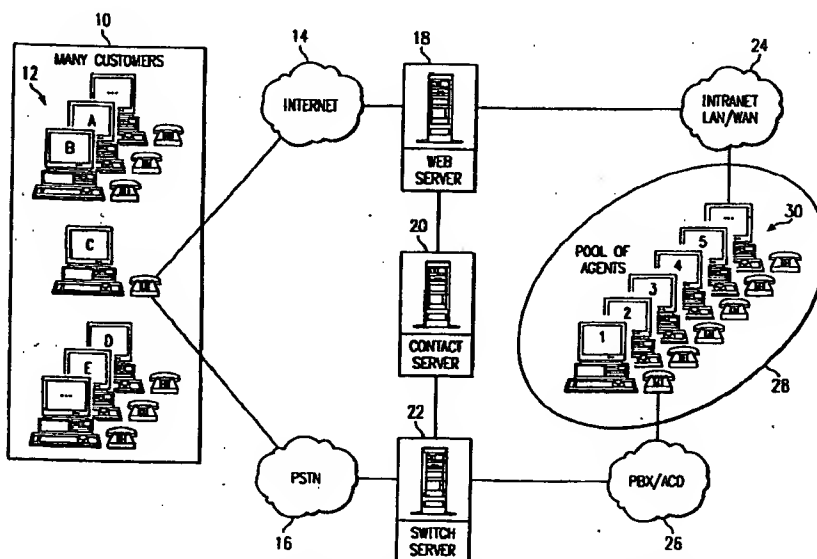 10
MANY CUSTOMERS
12
...
A
B
C
D
E
...
14
INTERNET
18
WEB
SERVER
24
INTRANET
LAN/WAN
20
CONTACT
SERVER
POOL OF
AGENTS
...
30
5
4
3
2
1
28
PSTN
16
22
SWITCH
SERVER
PBX/ACD
26